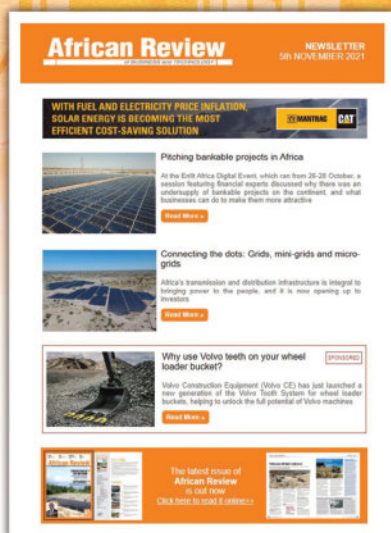 African Review
of BUSINESS and TECHNOLOGY
NEWSLETTER
5th NOVEMBER 2021
WITH FUEL AND ELECTRICITY PRICE INFLATION,
SOLAR ENERGY IS BECOMING THE MOST
EFFICIENT COST-SAVING SOLUTION
MANTRAC
CAT
Pitching bankable projects in Africa
At the Enlit Africa Digital Event, which ran from 26-28 October, a
session featuring financial experts discussed why there was an
undersupply of bankable projects on the continent, and what
businesses can do to make them more attractive
Read More »
Connecting the dots: Grids, mini-grids and micro-
grids
Africa's transmission and distribution infrastructure is integral to
bringing power to the people, and it is now opening up to
investors
Read More »
Why use Volvo teeth on your wheel
loader bucket?
SPONSORED
Volvo Construction Equipment (Volvo CE) has just launched a
new generation of the Volvo Tooth System for wheel loader
buckets, helping to unlock the full potential of Volvo machines
Read More »
African Review
The latest issue of
African Review
is out now
Click here to read it online>>